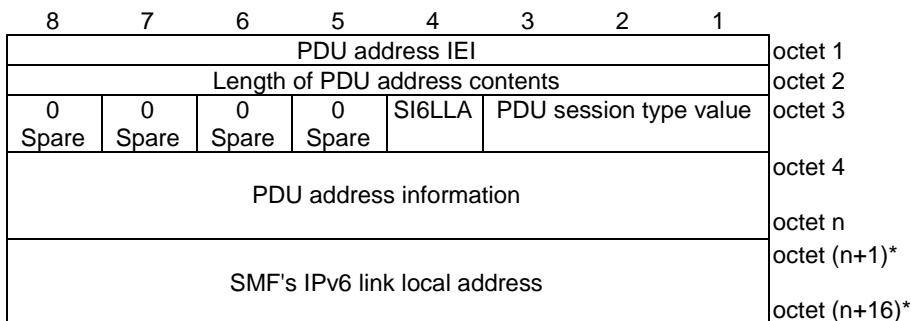 8 7 6 5 4 3 2 1
PDU address IEI octet 1
Length of PDU address contents octet 2
0 0 0 0 SI6LLA PDU session type value octet 3
Spare Spare Spare Spare
octet 4
PDU address information
octet n
octet (n+1)*
SMF's IPv6 link local address
octet (n+16)*